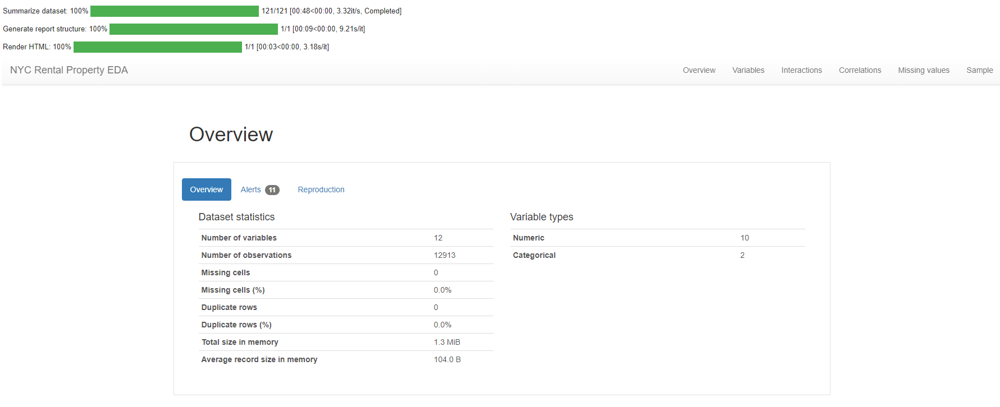 Summarize dataset: 100% 121/121 [00:48<00:00, 3.32it/s, Completed]
Generate report structure: 100% 1/1 [00:09<00:00, 9.21s/it]
Render HTML: 100% 1/1 [00:03<00:00, 3.18s/it]
NYC Rental Property EDA Overview Variables Interactions Correlations Missing values Sample
Overview
Overview Alerts 11 Reproduction
Dataset statistics
Number of variables 12
Number of observations 12913
Missing cells 0
Missing cells (%) 0.0%
Duplicate rows 0
Duplicate rows (%) 0.0%
Total size in memory 1.3 MiB
Average record size in memory 104.0 B
Variable types
Numeric 10
Categorical 2